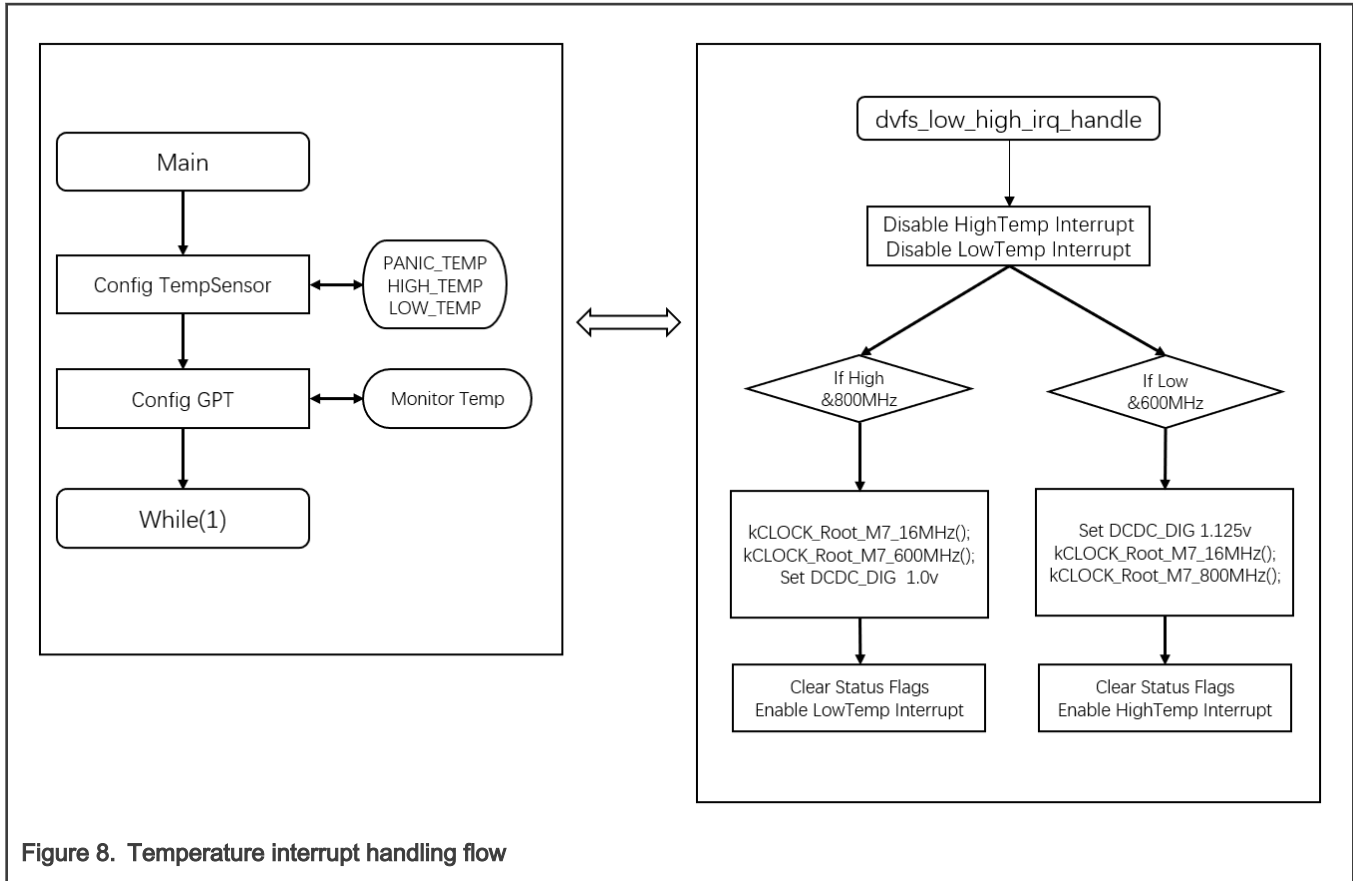 Main
Config TempSensor
PANIC_TEMP
HIGH_TEMP
LOW_TEMP
Config GPT
Monitor Temp
While(1)
dvfs_low_high_irq_handle
Disable HighTemp Interrupt
Disable LowTemp Interrupt
If High
&800MHz
If Low
&600MHz
kCLOCK_Root_M7_16MHz();
kCLOCK_Root_M7_600MHz();
Set DCDC_DIG 1.0v
Set DCDC_DIG 1.125v
kCLOCK_Root_M7_16MHz();
kCLOCK_Root_M7_800MHz();
Clear Status Flags
Enable LowTemp Interrupt
Clear Status Flags
Enable HighTemp Interrupt
Figure 8. Temperature interrupt handling flow